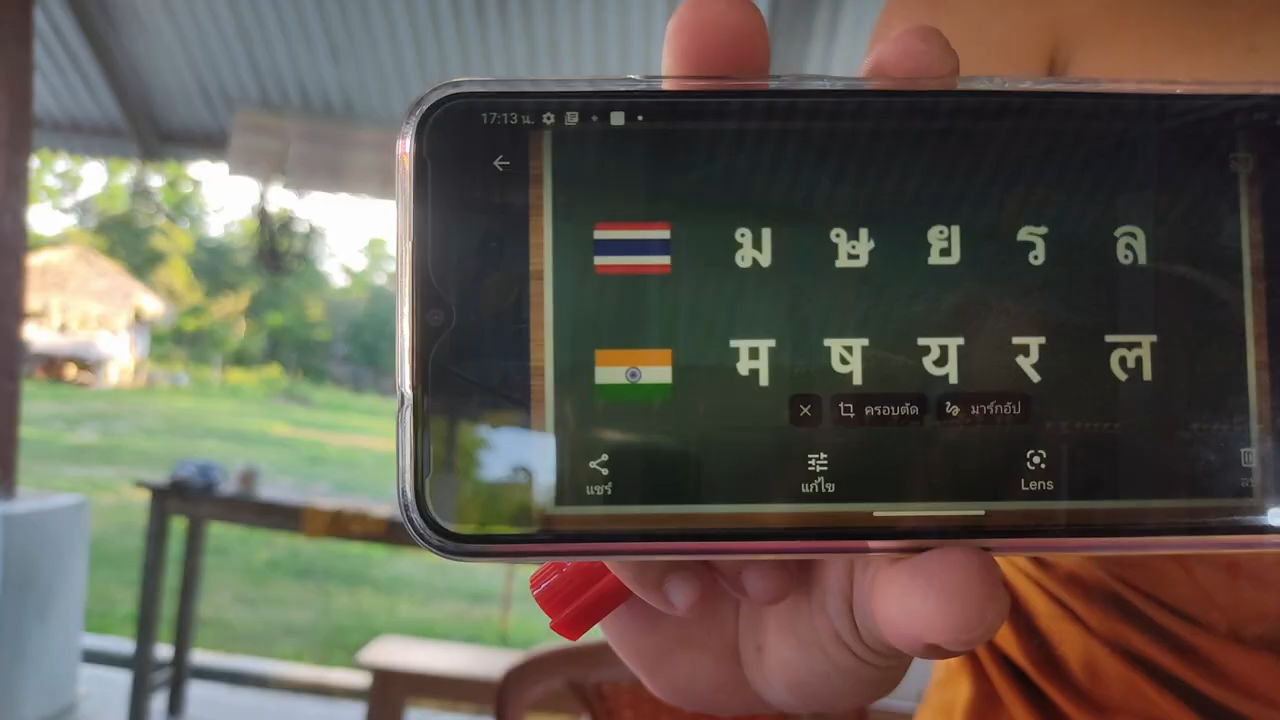 17:13 น.
ม ษ ย ร ล
म ष य र ल
ครอบตัด มาร์กอัป
แชร์ แก้ไข Lens